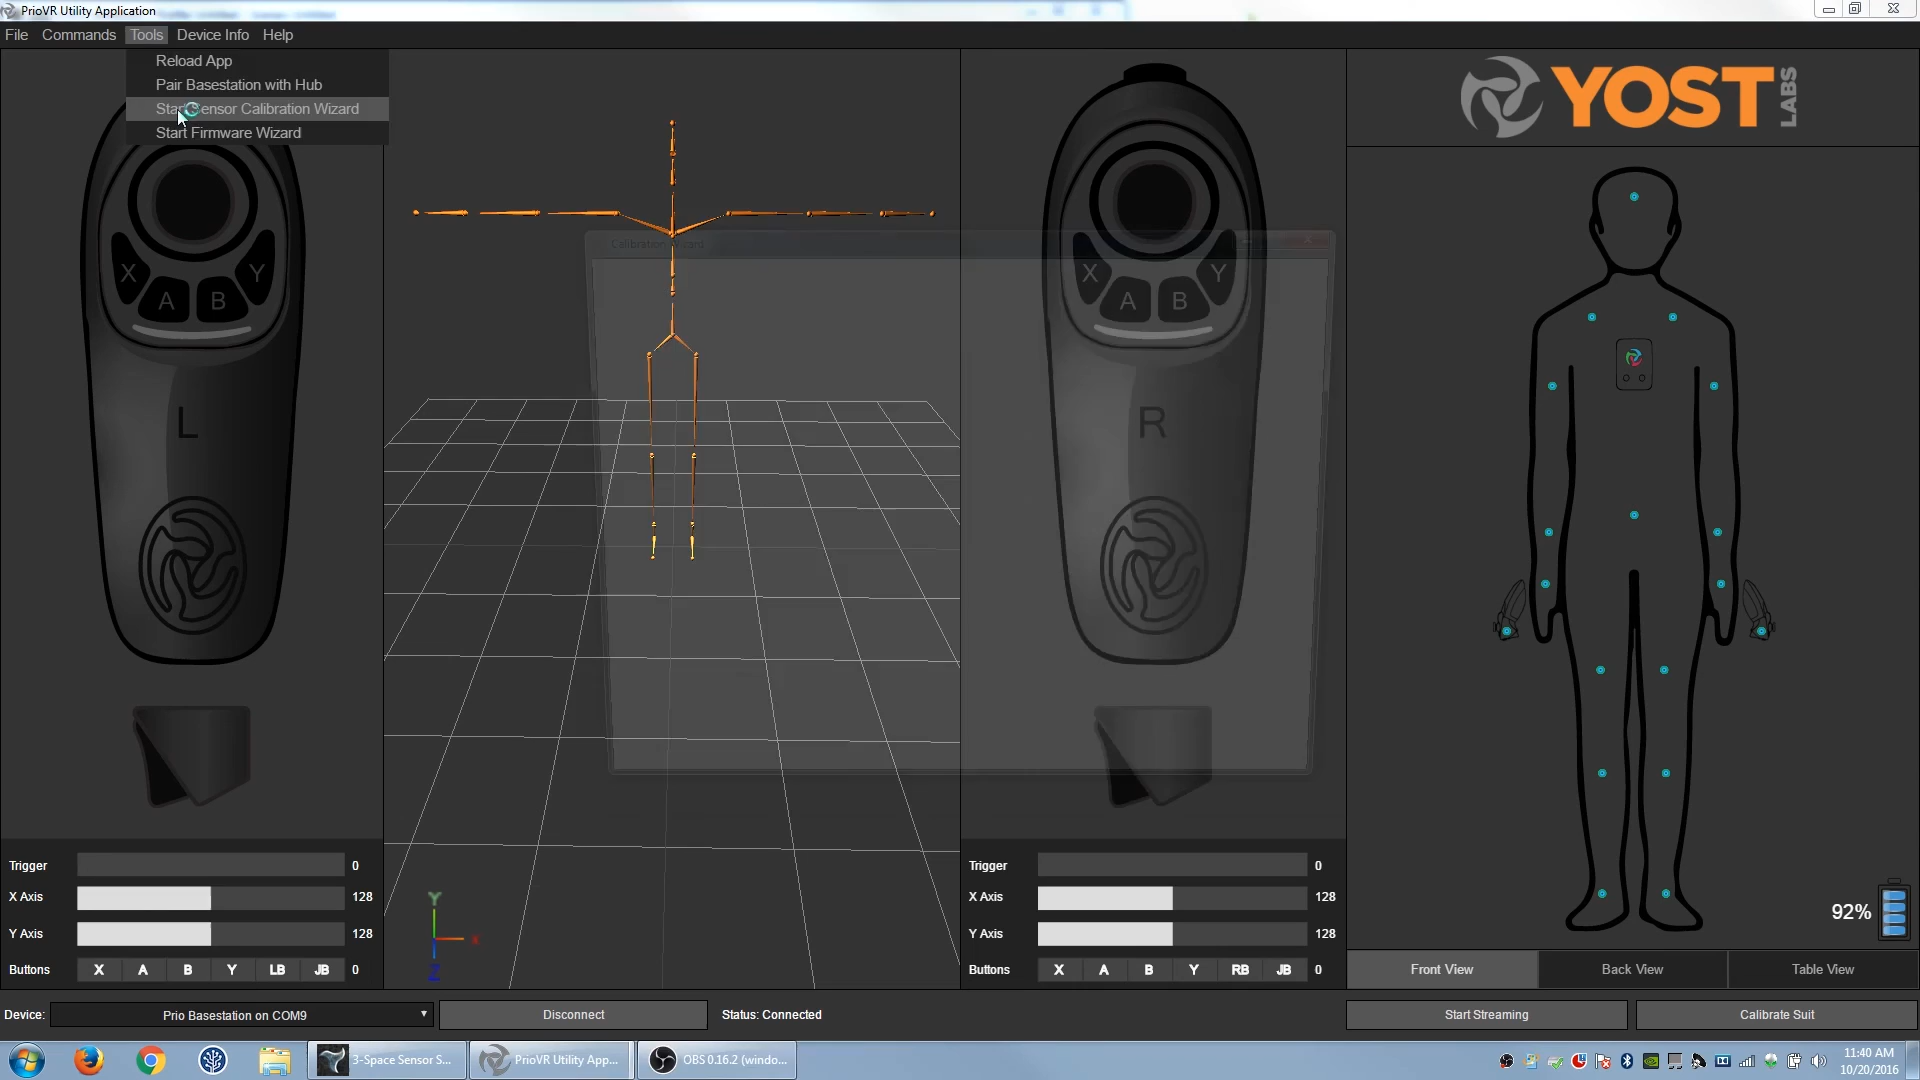 PrioVR Utility Application
File Commands Tools Device Info Help
Reload App
Pair Basestation with Hub
Start Sensor Calibration Wizard
Start Firmware Wizard
YOST LABS
Calibration Wizard
X A B Y
L
X A B Y
R
Trigger 0
X Axis 128
Y Axis 128
Buttons X A B Y LB JB 0
Y
X
Z
Trigger 0
X Axis 128
Y Axis 128
Buttons X A B Y RB JB 0
92%
Front View Back View Table View
Device: Prio Basestation on COM9 Disconnect Status: Connected Start Streaming Calibrate Suit
3-Space Sensor S... PrioVR Utility App... OBS 0.16.2 (windo...
11:40 AM
10/20/2016